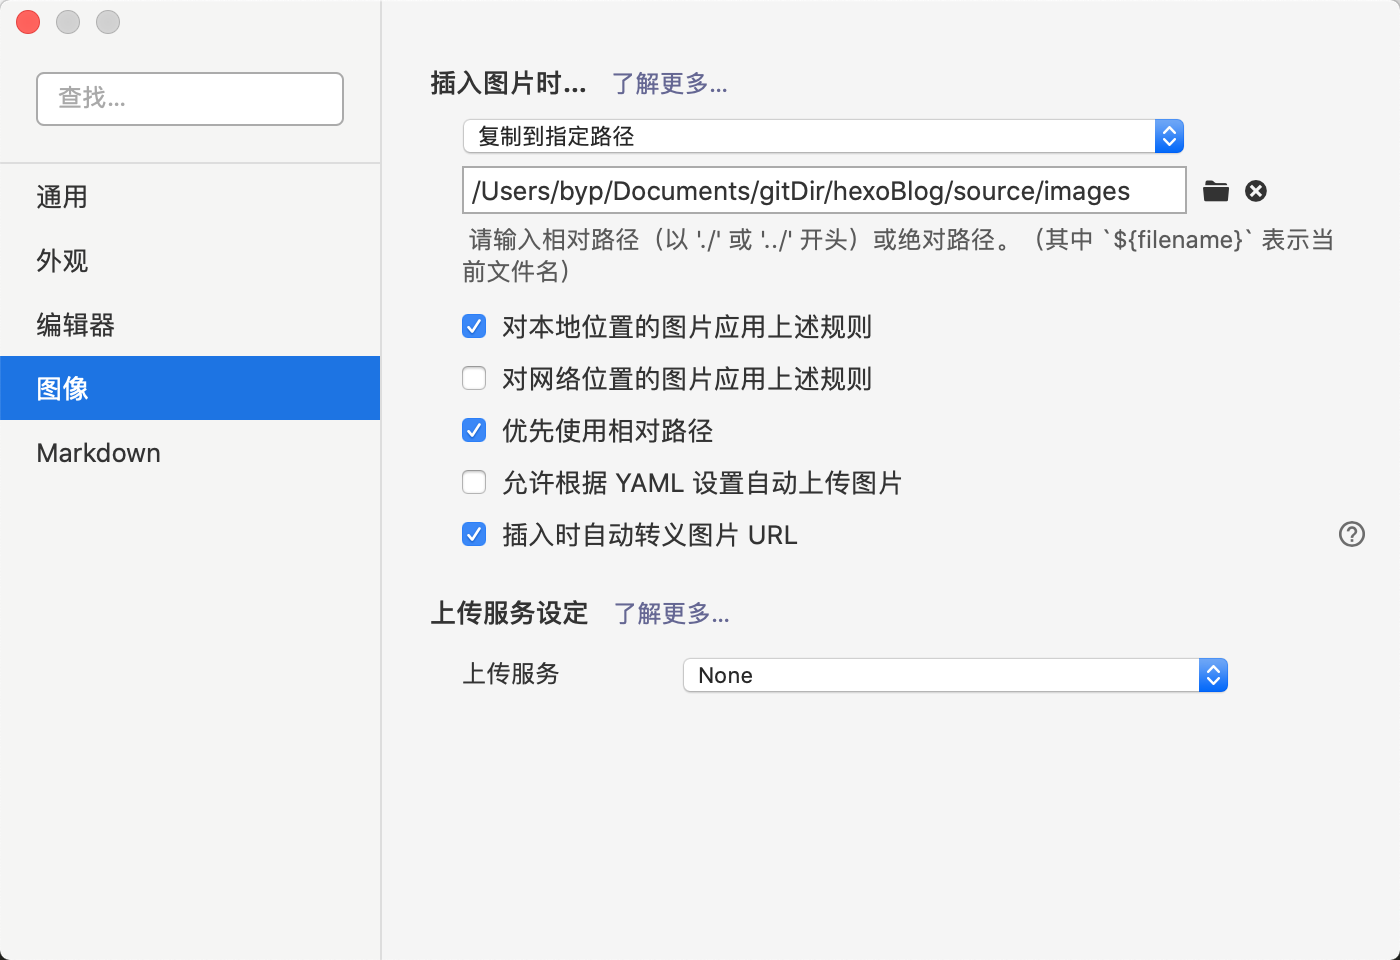 查找...
通用
外观
编辑器
图像
Markdown
插入图片时... 了解更多...
复制到指定路径
/Users/byp/Documents/gitDir/hexoBlog/source/images
请输入相对路径（以 './' 或 '../' 开头）或绝对路径。（其中 `${filename}` 表示当
前文件名）
对本地位置的图片应用上述规则
对网络位置的图片应用上述规则
优先使用相对路径
允许根据 YAML 设置自动上传图片
插入时自动转义图片 URL
上传服务设定 了解更多...
上传服务 None